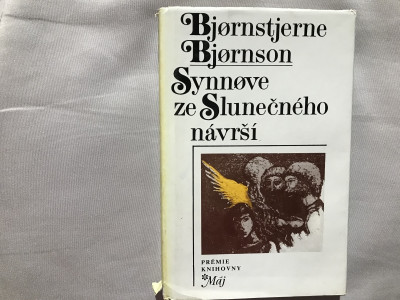 Bjørnstjerne
Bjørnson
Synnøve
ze Slunečného
návrší
PRÉMIE
KNIHOVNY
Máj